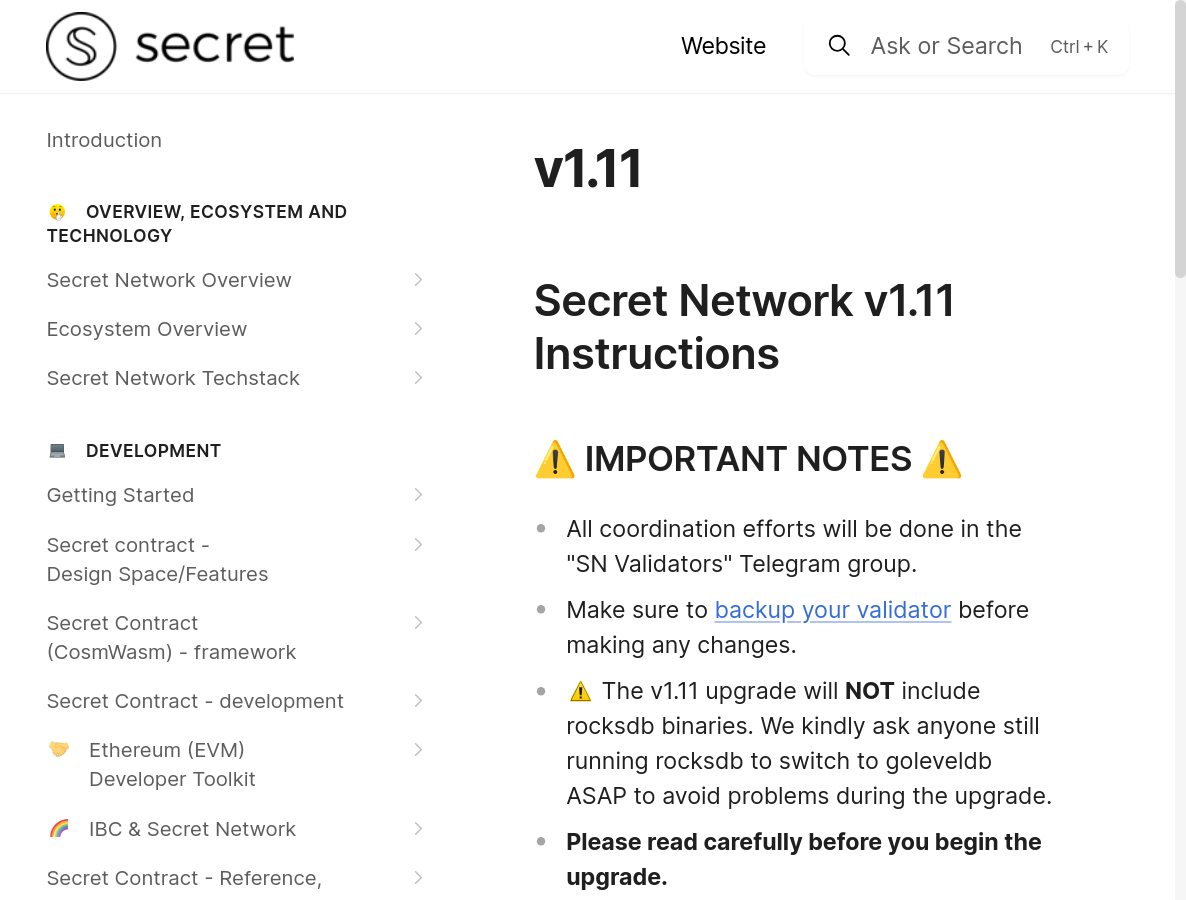 secret
Website
Ask or Search
Ctrl + K
Introduction
OVERVIEW, ECOSYSTEM AND
TECHNOLOGY
Secret Network Overview
Ecosystem Overview
Secret Network Techstack
DEVELOPMENT
Getting Started
Secret contract -
Design Space/Features
Secret Contract
(CosmWasm) - framework
Secret Contract - development
Ethereum (EVM)
Developer Toolkit
IBC & Secret Network
Secret Contract - Reference,
v1.11
Secret Network v1.11
Instructions
⚠️ IMPORTANT NOTES ⚠️
All coordination efforts will be done in the
"SN Validators" Telegram group.
Make sure to backup your validator before
making any changes.
⚠️ The v1.11 upgrade will NOT include
rocksdb binaries. We kindly ask anyone still
running rocksdb to switch to goleveldb
ASAP to avoid problems during the upgrade.
Please read carefully before you begin the
upgrade.